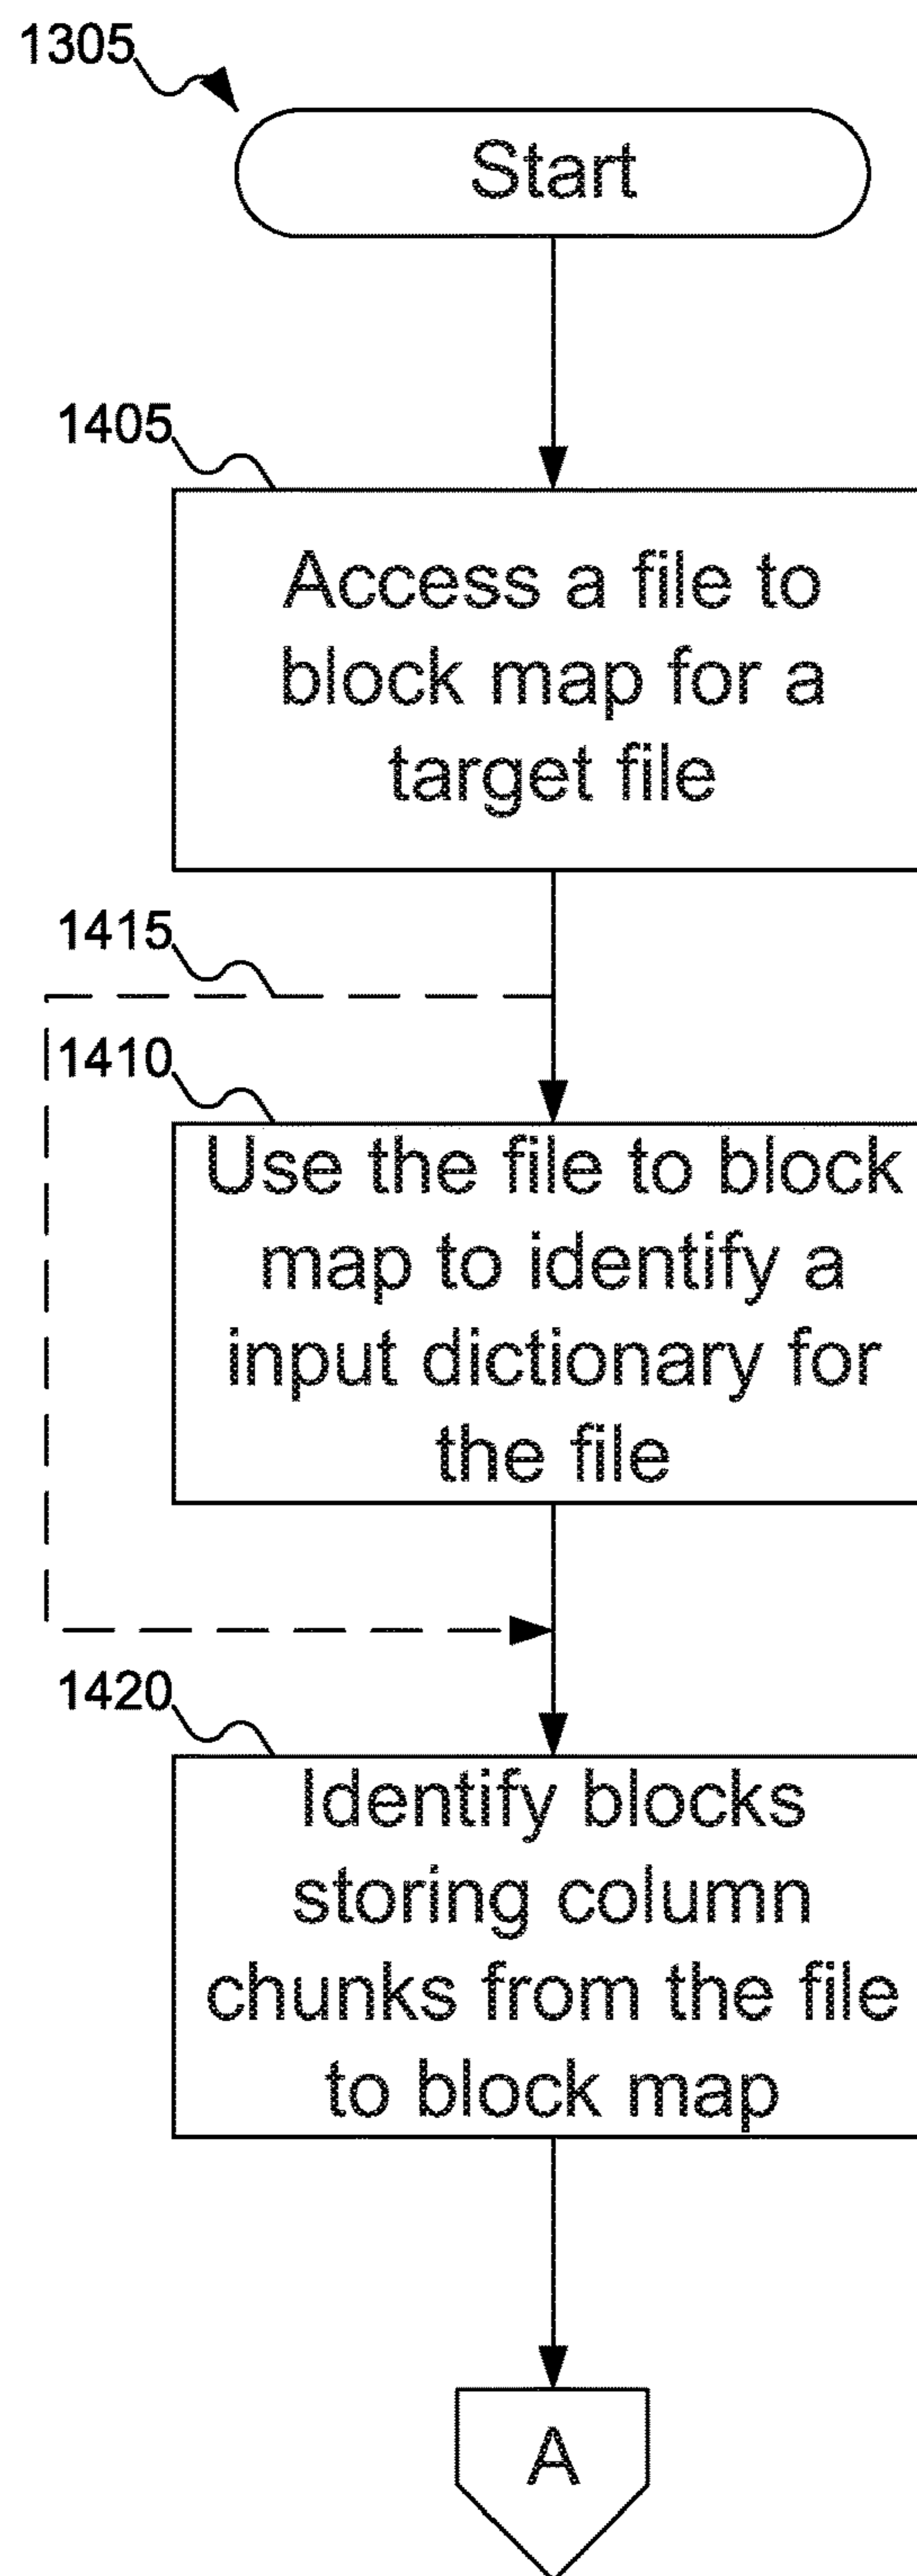 1305
Start
1405
Access a file to
block map for a
target file
1415
1410
Use the file to block
map to identify a
input dictionary for
the file
1420
Identify blocks
storing column
chunks from the file
to block map
A